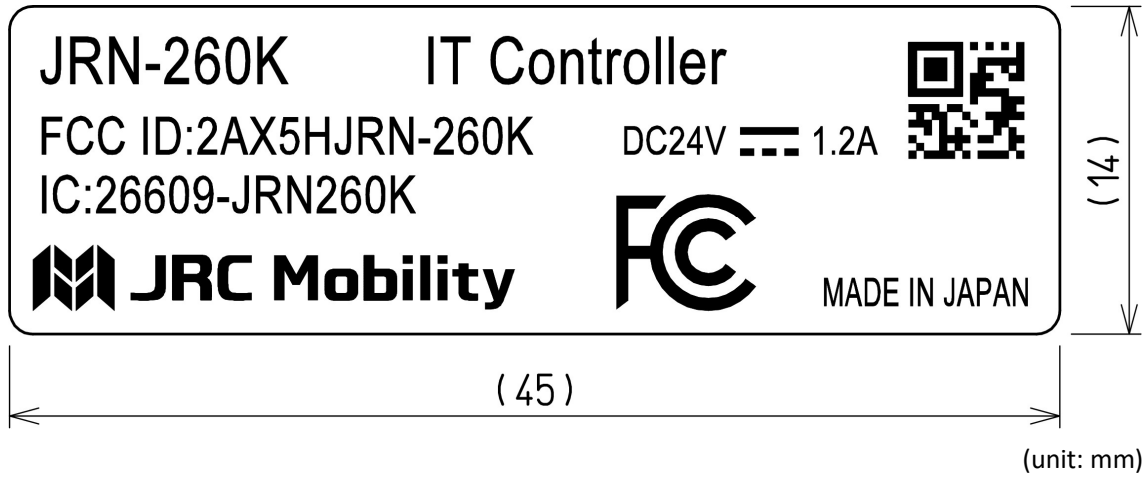 JRN-260K IT Controller
FCC ID:2AX5HJRN-260K DC24V 1.2A
IC:26609-JRN260K
FC
JRC Mobility
MADE IN JAPAN
(14)
(45)
(unit: mm)